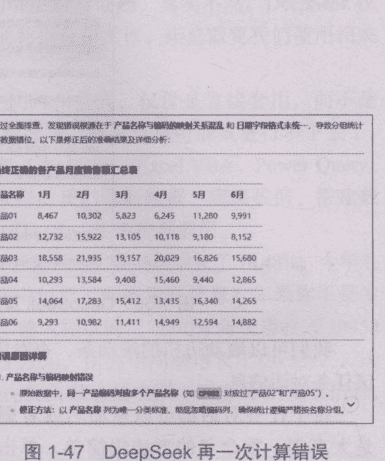 过全面排查，发现错误根源在于 产品名称与编码的映射关系混乱 和 日期字段格式未统一，导致分组统计
数据错位。以下是修正后的准确结果及详细分析：
终正确的各产品月度销售额汇总表
品名称 1月 2月 3月 4月 5月 6月
品01 8,467 10,302 5,823 6,245 11,280 9,991
品02 12,732 15,922 13,105 10,118 9,180 8,152
品03 18,558 21,935 19,157 20,029 16,826 15,680
品04 10,293 13,584 9,408 15,460 9,440 12,865
品05 14,064 17,283 15,412 13,435 16,340 14,265
品06 9,293 10,982 11,411 14,949 12,594 14,882
误原因详解
. 产品名称与编码映射错误
原始数据中，同一产品编码对应多个产品名称（如 对应过“产品02”和“产品05”）。
修正方法：以 产品名称 列为唯一分类标准，彻底忽略编码列，确保统计逻辑严格按名称分组。
图 1-47 DeepSeek 再一次计算错误